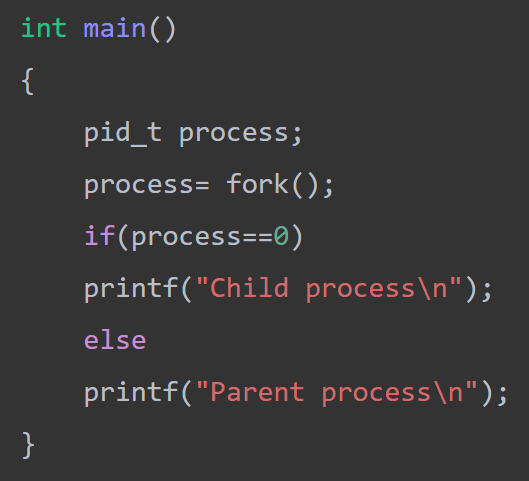 int main()
{
    pid_t process;
    process= fork();
    if(process==0)
    printf("Child process\n");
    else
    printf("Parent process\n");
}